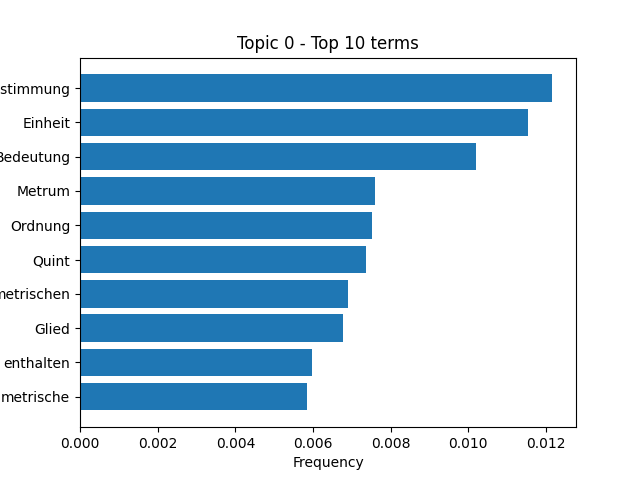 Topic 0 - Top 10 terms
stimmung
Einheit
Bedeutung
Metrum
Ordnung
Quint
metrischen
Glied
enthalten
metrische
0.000 0.002 0.004 0.006 0.008 0.010 0.012
Frequency